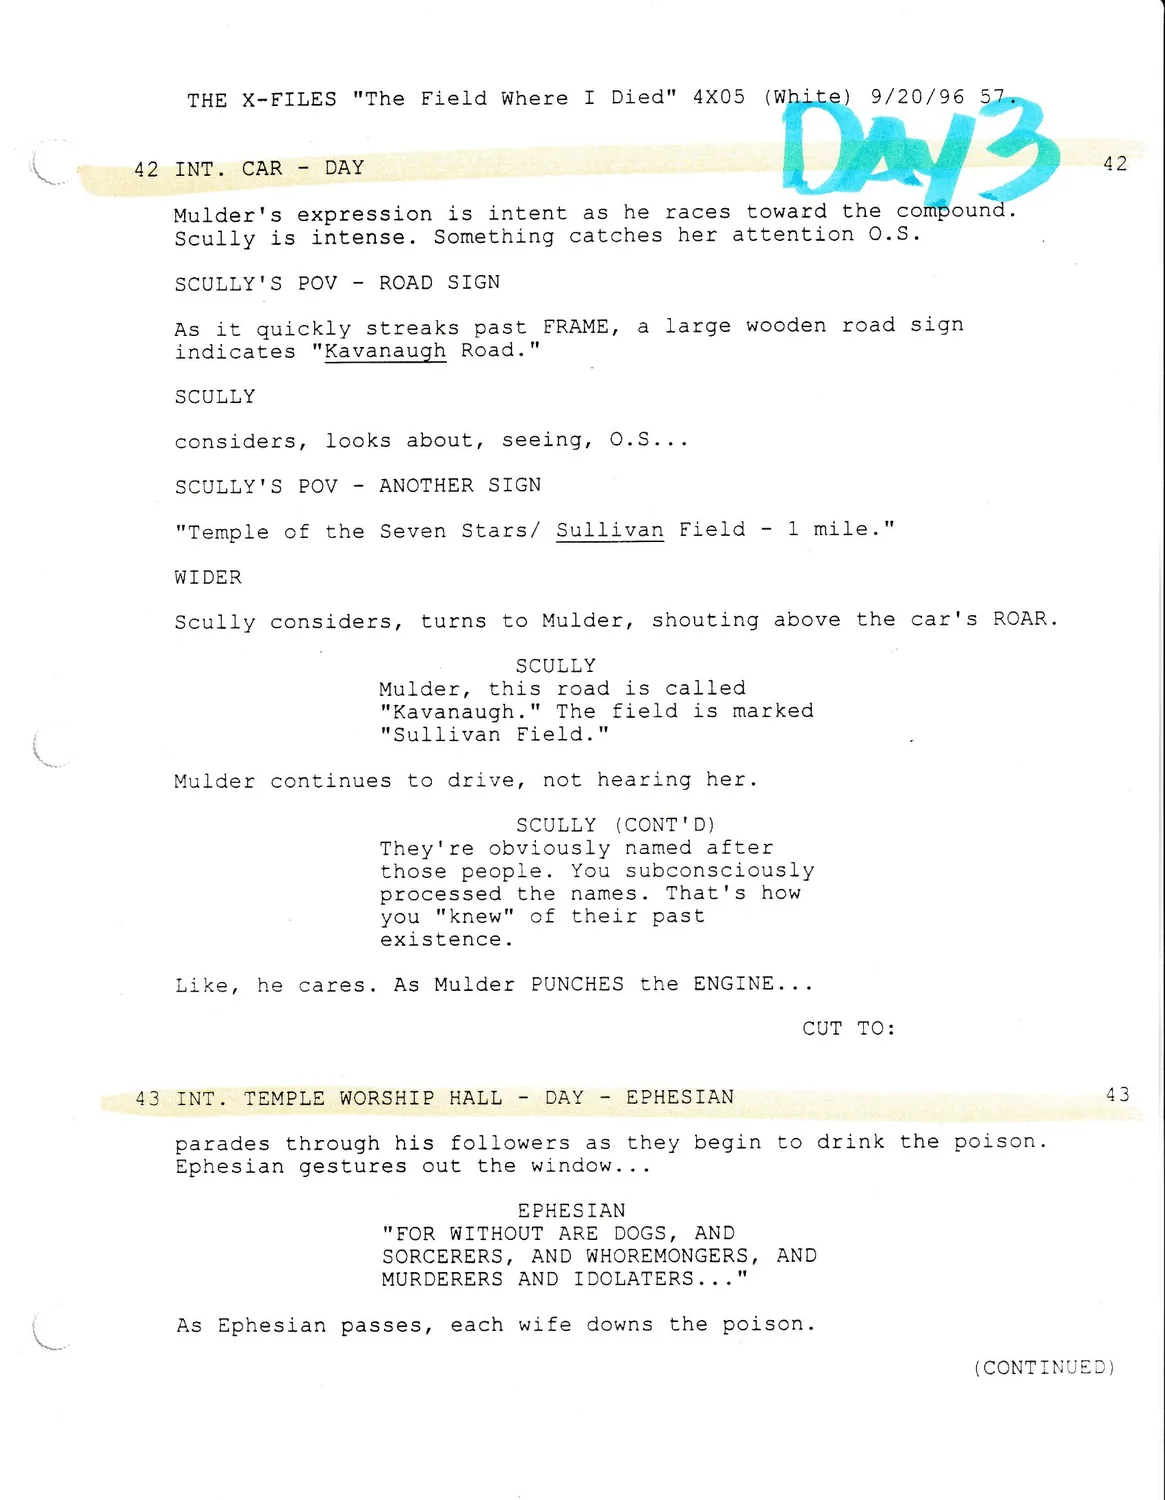 THE X-FILES "The Field Where I Died" 4X05 (White) 9/20/96 57.
DAY 3
42 INT. CAR - DAY 42
Mulder's expression is intent as he races toward the compound.
Scully is intense. Something catches her attention O.S.
SCULLY'S POV - ROAD SIGN
As it quickly streaks past FRAME, a large wooden road sign
indicates "Kavanaugh Road."
SCULLY
considers, looks about, seeing, O.S...
SCULLY'S POV - ANOTHER SIGN
"Temple of the Seven Stars/ Sullivan Field - 1 mile."
WIDER
Scully considers, turns to Mulder, shouting above the car's ROAR.
SCULLY
Mulder, this road is called
"Kavanaugh." The field is marked
"Sullivan Field."
Mulder continues to drive, not hearing her.
SCULLY (CONT'D)
They're obviously named after
those people. You subconsciously
processed the names. That's how
you "knew" of their past
existence.
Like, he cares. As Mulder PUNCHES the ENGINE...
CUT TO:
43 INT. TEMPLE WORSHIP HALL - DAY - EPHESIAN 43
parades through his followers as they begin to drink the poison.
Ephesian gestures out the window...
EPHESIAN
"FOR WITHOUT ARE DOGS, AND
SORCERERS, AND WHOREMONGERS, AND
MURDERERS AND IDOLATERS..."
As Ephesian passes, each wife downs the poison.
(CONTINUED)